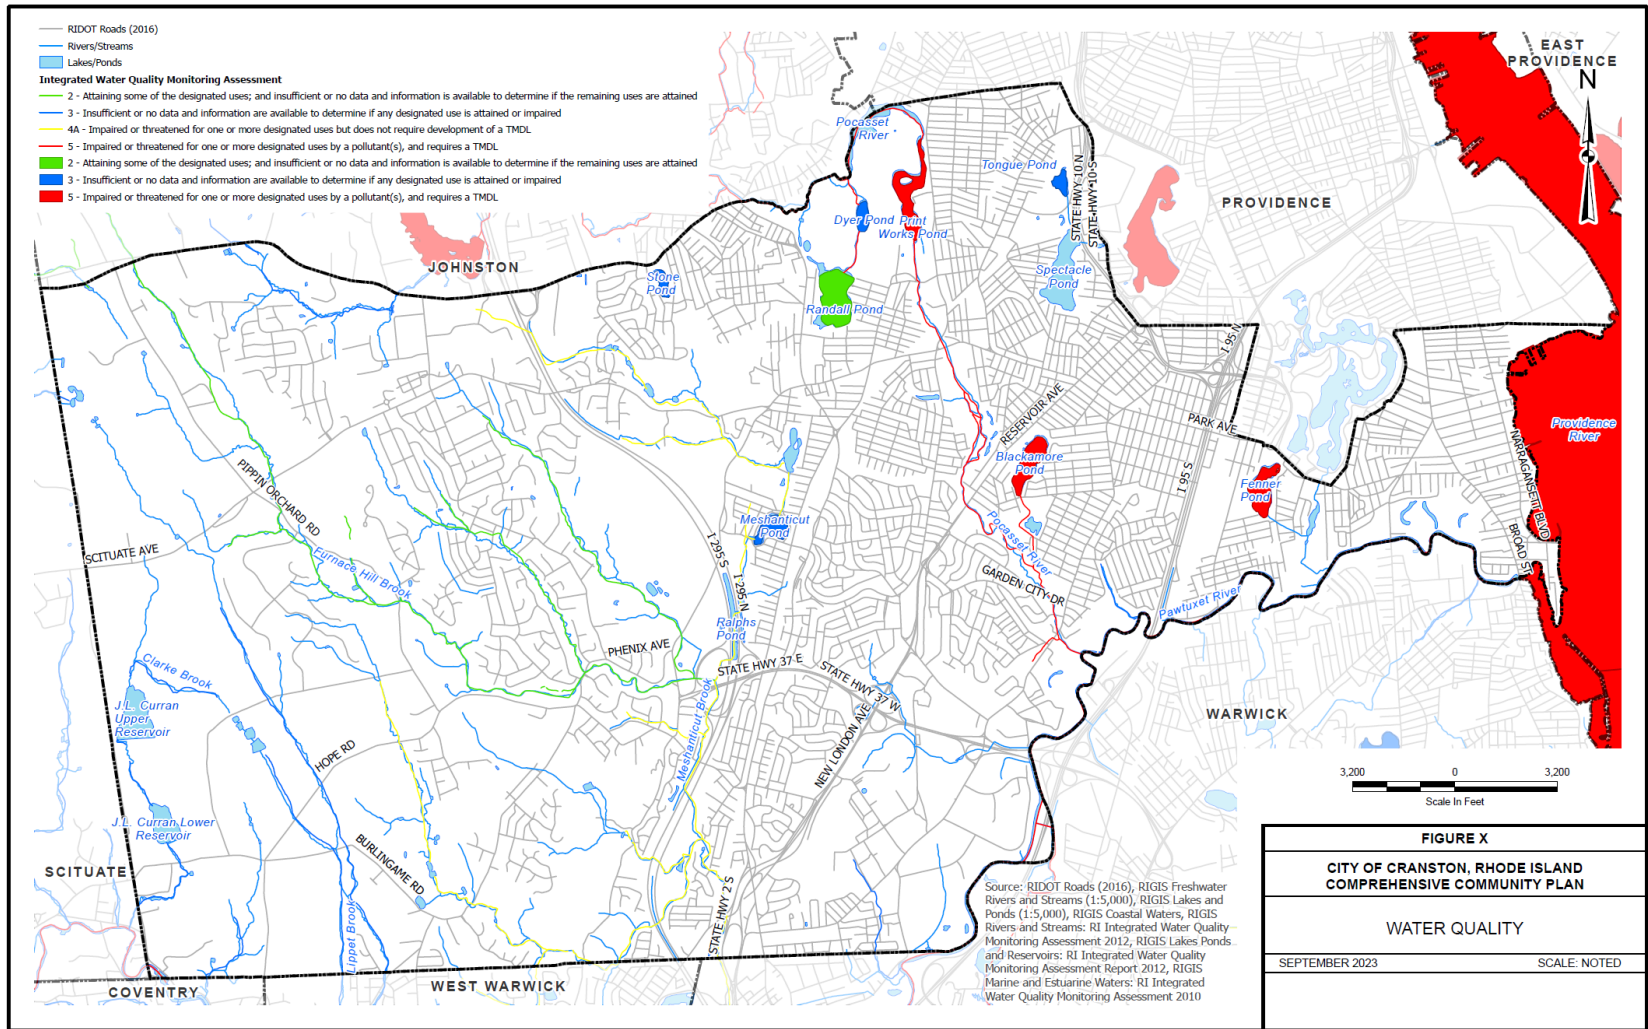 RIDOT Roads (2016)
Rivers/Streams
Lakes/Ponds
Integrated Water Quality Monitoring Assessment
2 - Attaining some of the designated uses; and insufficient or no data and information is available to determine if the remaining uses are attained
3 - Insufficient or no data and information are available to determine if any designated use is attained or impaired
4A - Impaired or threatened for one or more designated uses but does not require development of a TMDL
5 - Impaired or threatened for one or more designated uses by a pollutant(s), and requires a TMDL
2 - Attaining some of the designated uses; and insufficient or no data and information is available to determine if the remaining uses are attained
3 - Insufficient or no data and information are available to determine if any designated use is attained or impaired
5 - Impaired or threatened for one or more designated uses by a pollutant(s), and requires a TMDL
EAST
PROVIDENCE
N
Pocasset
River
Tongue Pond
STATE HWY 10 N
STATE HWY 10 S
PROVIDENCE
Dyer Pond
Print
Works Pond
JOHNSTON
Stone
Pond
Spectacle
Pond
Randall Pond
I 95 N
RESERVOIR AVE
PARK AVE
Providence
River
NARRAGANSETT BLVD
Blackamore
Pond
I 95 S
Fenner
Pond
PIPPIN ORCHARD RD
Meshanticut
Pond
BROAD ST
SCITUATE AVE
Furnace Hill Brook
I 295 S
I 295 N
Pocasset River
GARDEN CITY DR
Pawtuxet River
Ralphs
Pond
PHENIX AVE
STATE HWY 37 E
STATE HWY 37 W
Clarke Brook
J.L. Curran
Upper
Reservoir
Meshanticut Brook
NEW LONDON AVE
WARWICK
HOPE RD
J.L. Curran Lower
Reservoir
BURLINGAME RD
SCITUATE
Lippet Brook
STATE HWY 2 S
COVENTRY
WEST WARWICK
3,200
0
3,200
Scale In Feet
Source: RIDOT Roads (2016), RIGIS Freshwater
Rivers and Streams (1:5,000), RIGIS Lakes and
Ponds (1:5,000), RIGIS Coastal Waters, RIGIS
Rivers and Streams: RI Integrated Water Quality
Monitoring Assessment 2012, RIGIS Lakes Ponds
and Reservoirs: RI Integrated Water Quality
Monitoring Assessment Report 2012, RIGIS
Marine and Estuarine Waters: RI Integrated
Water Quality Monitoring Assessment 2010
FIGURE X
CITY OF CRANSTON, RHODE ISLAND
COMPREHENSIVE COMMUNITY PLAN
WATER QUALITY
SEPTEMBER 2023
SCALE: NOTED